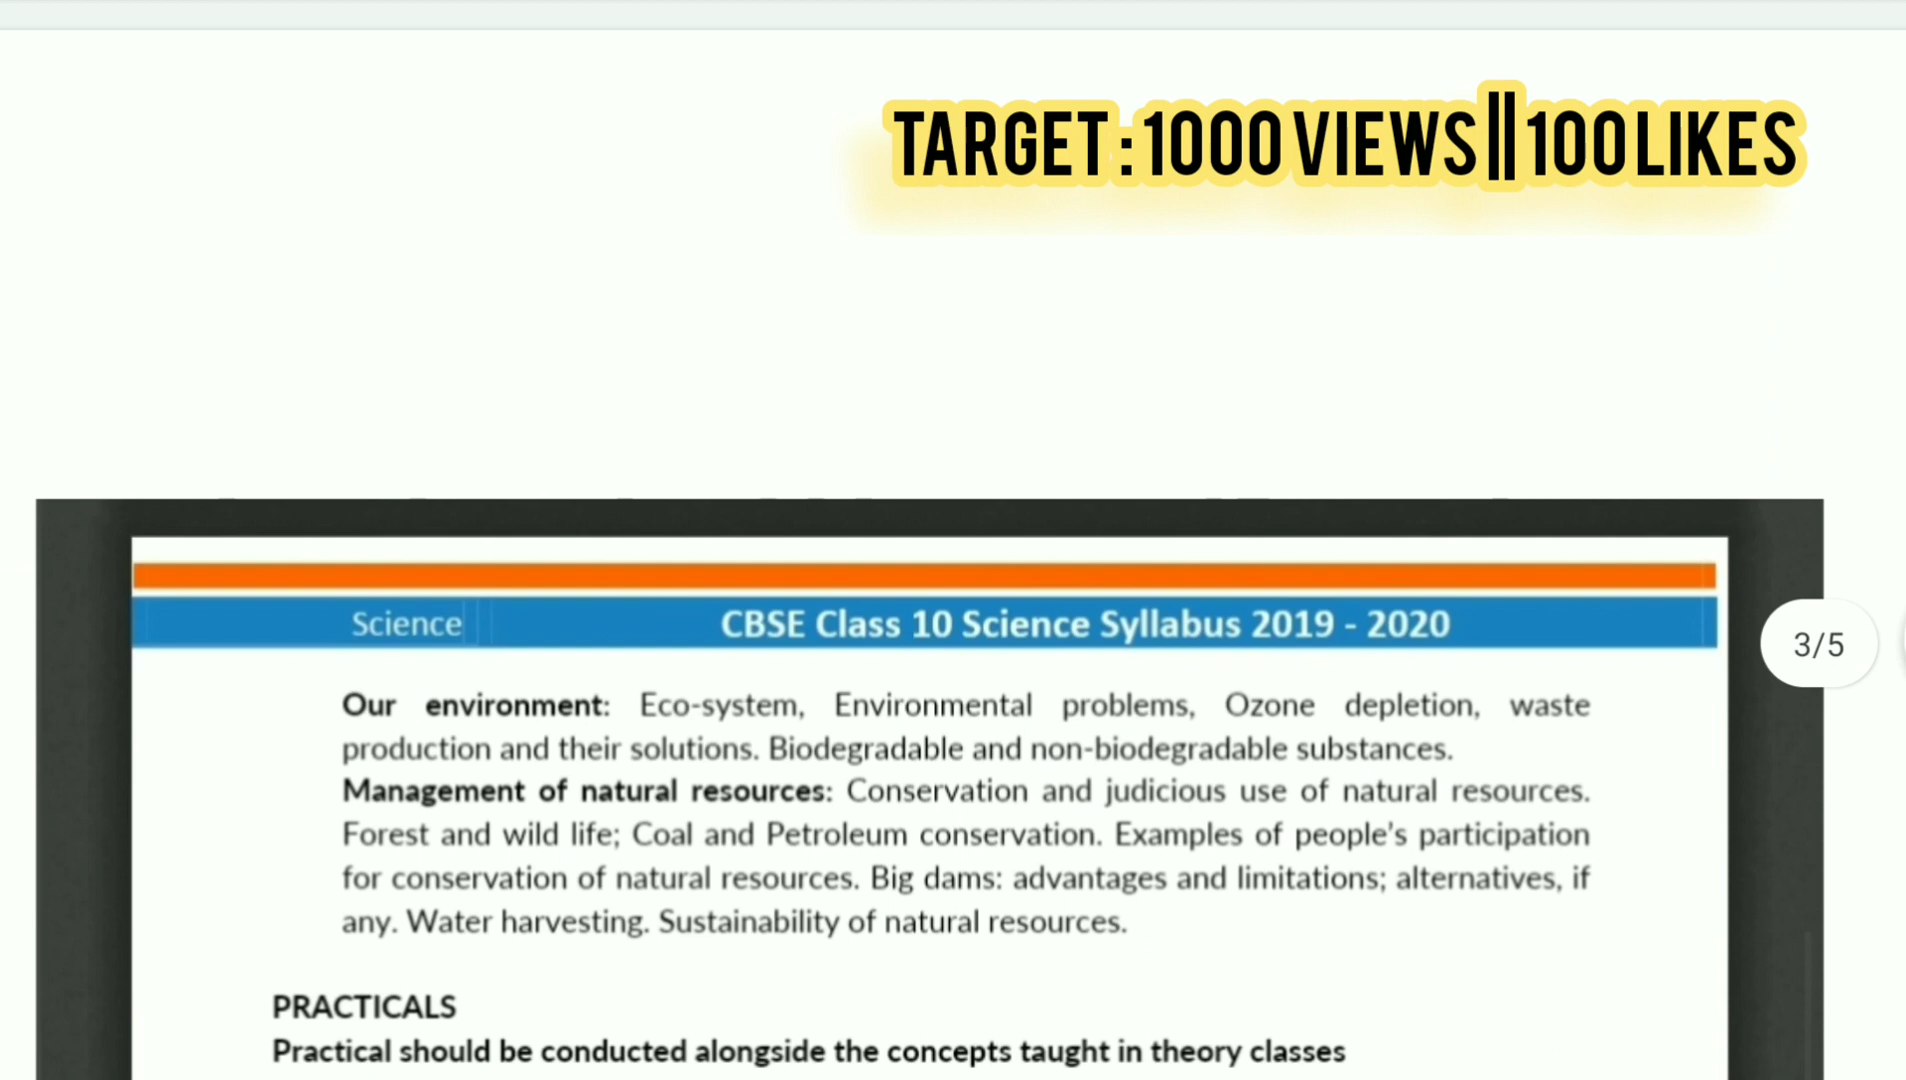 TARGET : 1000 VIEWS || 100 LIKES
Science CBSE Class 10 Science Syllabus 2019 - 2020
3/5
Our environment: Eco-system, Environmental problems, Ozone depletion, waste
production and their solutions. Biodegradable and non-biodegradable substances.
Management of natural resources: Conservation and judicious use of natural resources.
Forest and wild life; Coal and Petroleum conservation. Examples of people's participation
for conservation of natural resources. Big dams: advantages and limitations; alternatives, if
any. Water harvesting. Sustainability of natural resources.
PRACTICALS
Practical should be conducted alongside the concepts taught in theory classes